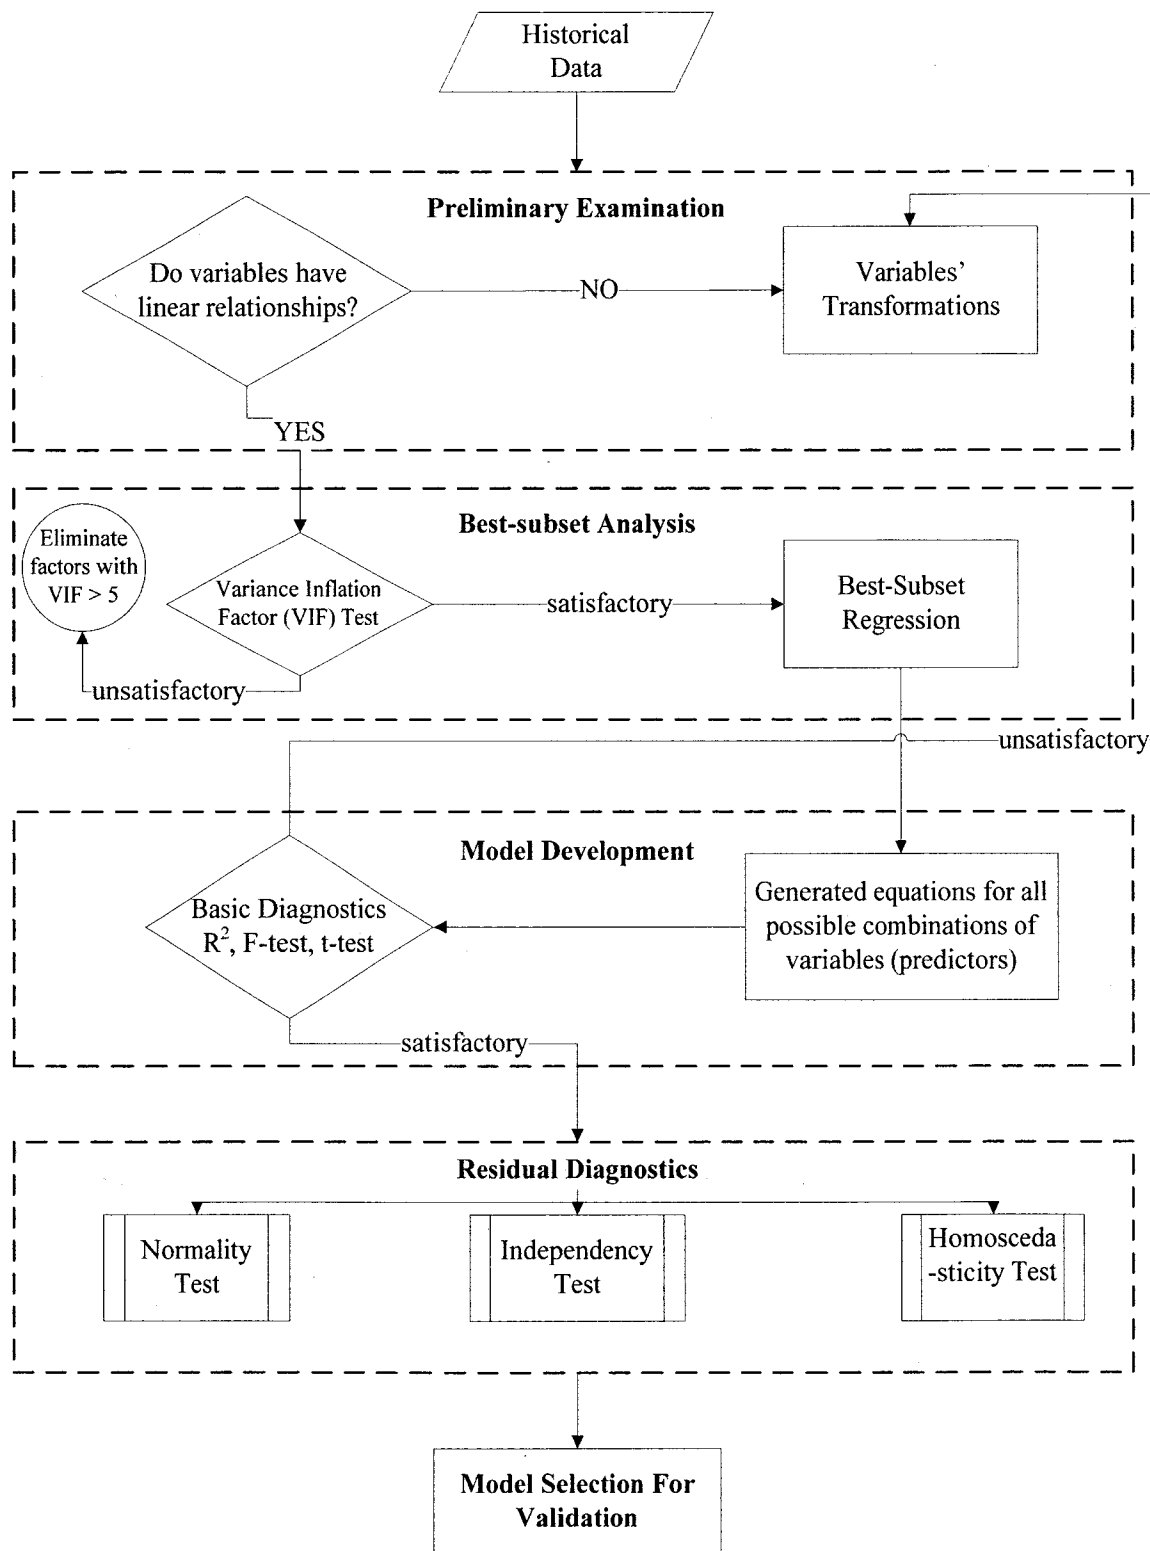 Historical
Data
Preliminary Examination
Do variables have
linear relationships?
NO
Variables'
Transformations
YES
Best-subset Analysis
Eliminate
factors with
VIF > 5
Variance Inflation
Factor (VIF) Test
satisfactory
Best-Subset
Regression
unsatisfactory
unsatisfactory
Model Development
Basic Diagnostics
R², F-test, t-test
Generated equations for all
possible combinations of
variables (predictors)
satisfactory
Residual Diagnostics
Normality
Test
Independency
Test
Homosceda
-sticity Test
Model Selection For
Validation